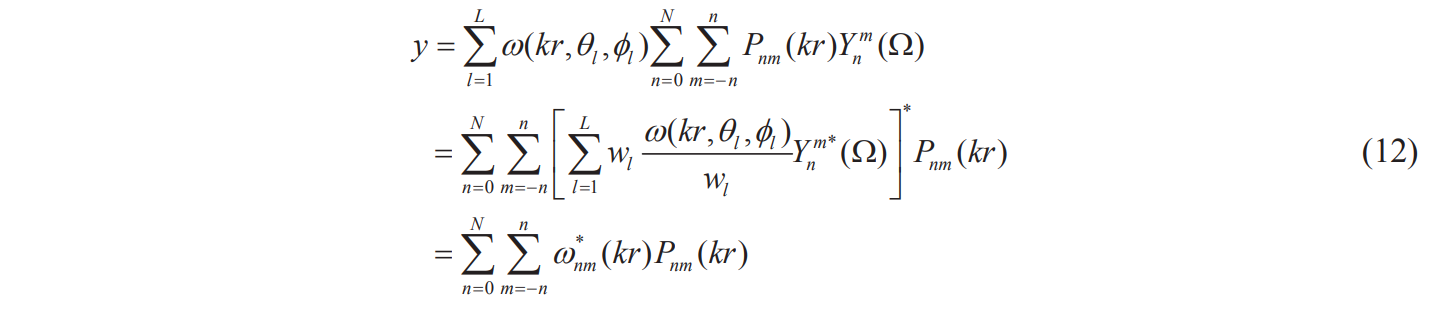 y = \sum_{l=1}^{L} \omega(kr, \theta_l, \phi_l) \sum_{n=0}^{N} \sum_{m=-n}^{n} P_{nm}(kr) Y_n^m(\Omega)
= \sum_{n=0}^{N} \sum_{m=-n}^{n} \left[ \sum_{l=1}^{L} w_l \frac{\omega(kr, \theta_l, \phi_l)}{w_l} Y_n^{m*}(\Omega) \right]^* P_{nm}(kr) (12)
= \sum_{n=0}^{N} \sum_{m=-n}^{n} \omega_{nm}^*(kr) P_{nm}(kr)